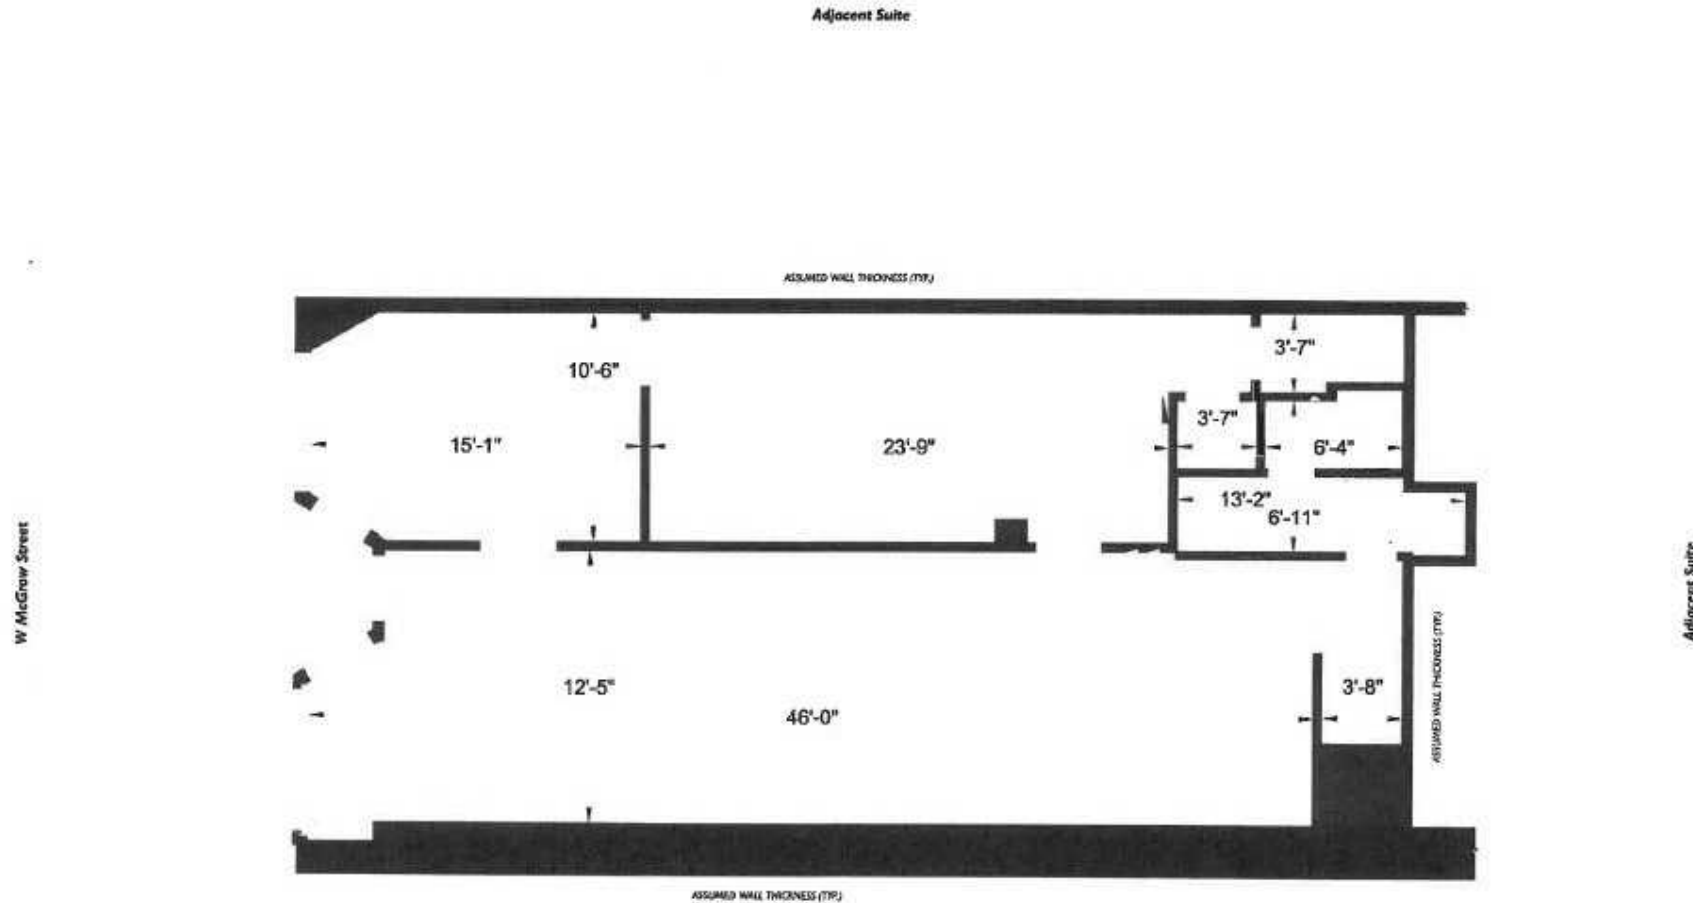 Adjacent Suite
ASSUMED WALL THICKNESS (TYP.)
3'-7"
10'-6"
3'-7"
15'-1"
23'-9"
6'-4"
13'-2"
6'-11"
W McGraw Street
Adjacent Suite
ASSUMED WALL THICKNESS (TYP.)
12'-5"
3'-8"
46'-0"
ASSUMED WALL THICKNESS (TYP.)